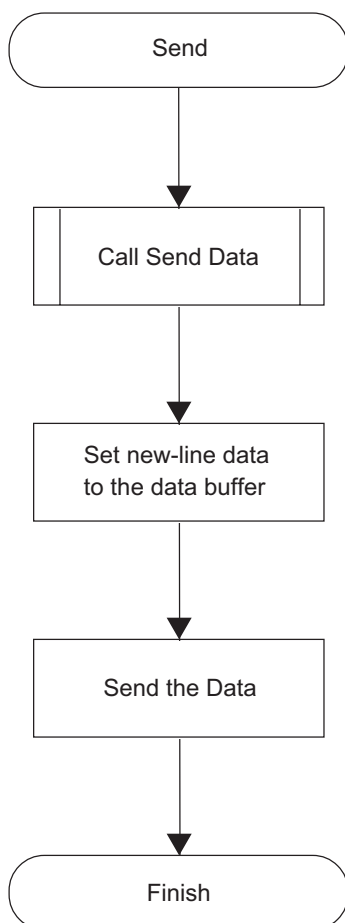 Send
Call Send Data
Set new-line data
to the data buffer
Send the Data
Finish